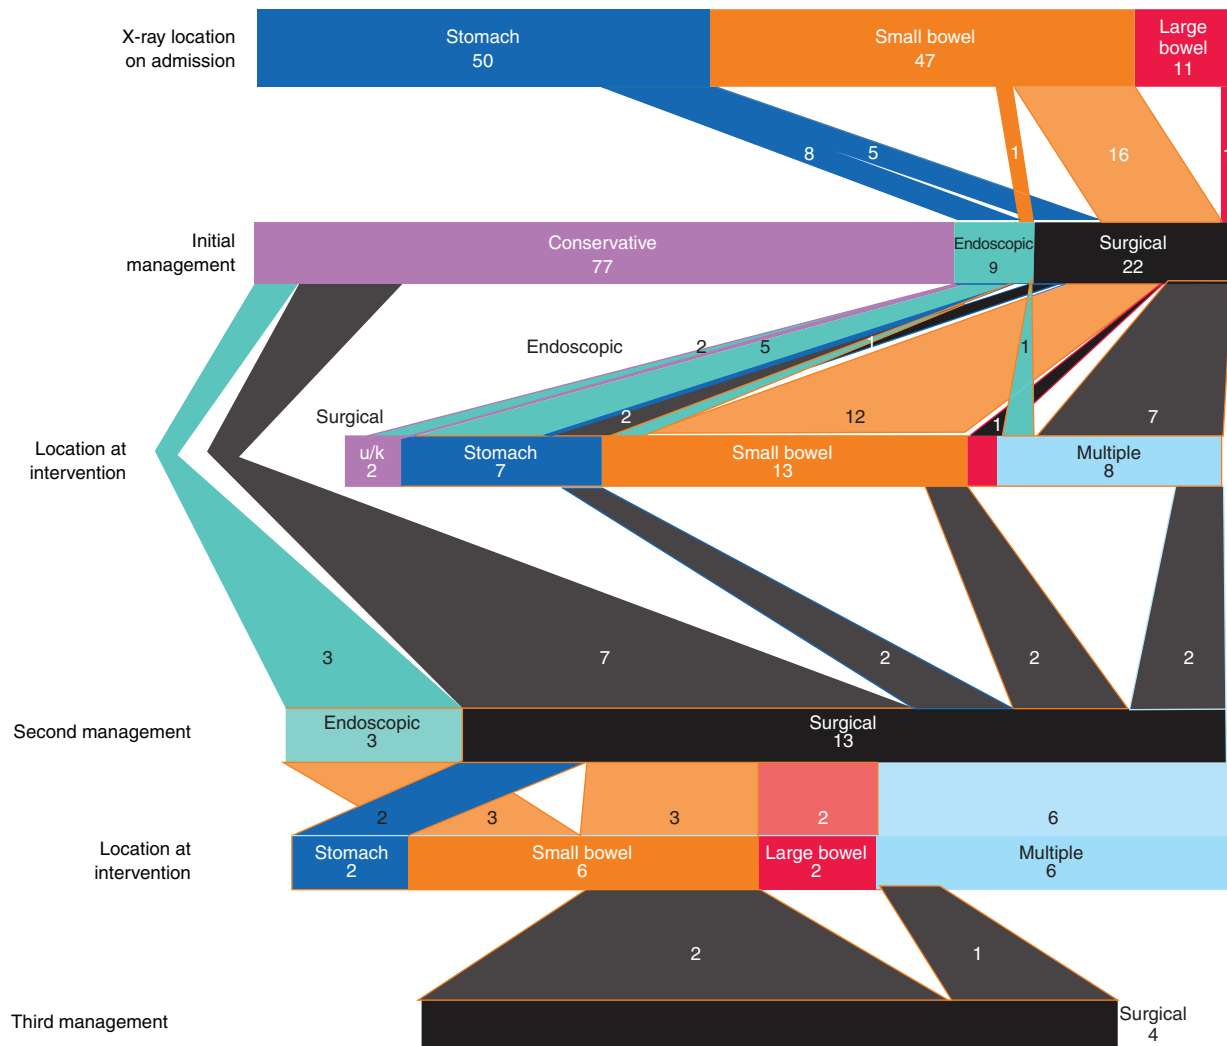 X-ray location
on admission
Stomach
50
Small bowel
47
Large
bowel
11
8
5
1
16
1
Initial
management
Conservative
77
Endoscopic
9
Surgical
22
Endoscopic
2
5
1
1
Surgical
2
12
1
7
Location at
intervention
u/k
2
Stomach
7
Small bowel
13
Multiple
8
3
7
2
2
2
Second management
Endoscopic
3
Surgical
13
2
3
3
2
6
Location at
intervention
Stomach
2
Small bowel
6
Large bowel
2
Multiple
6
2
1
Third management
Surgical
4